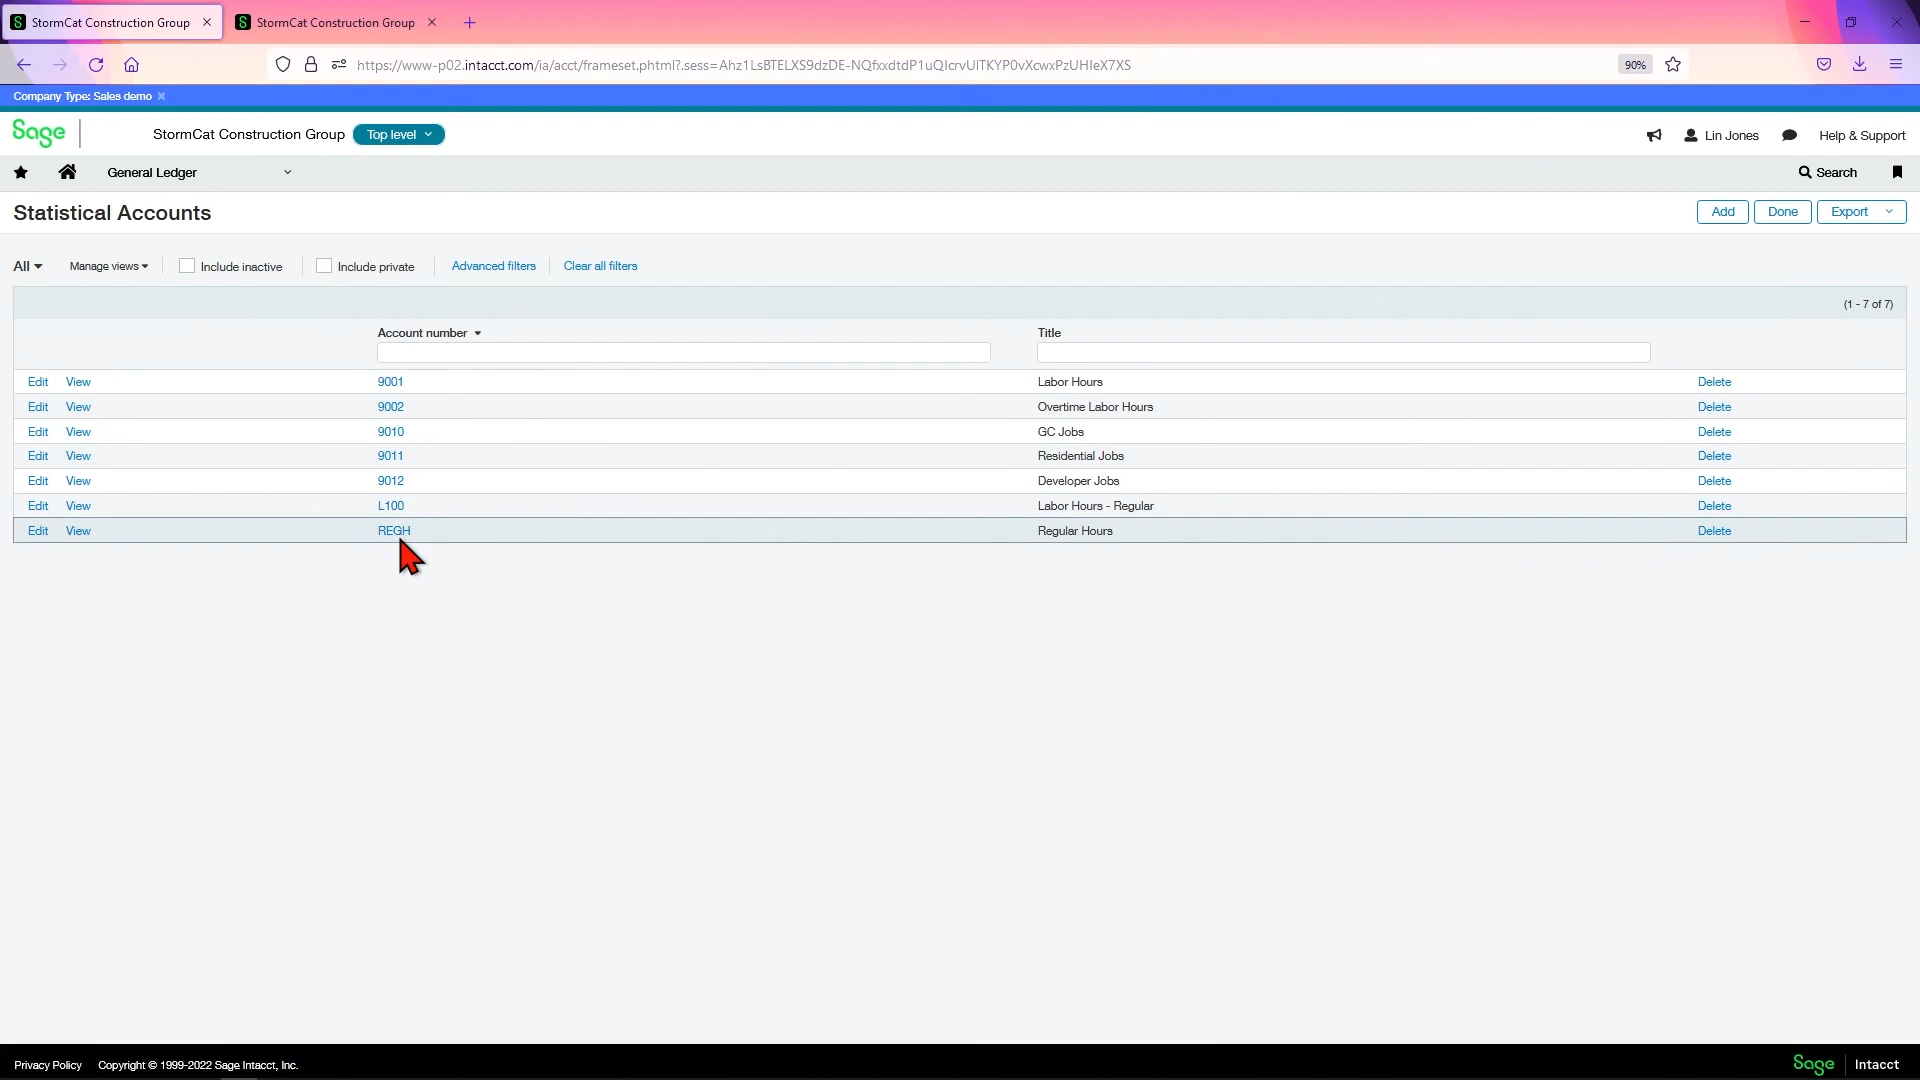 StormCat Construction Group
StormCat Construction Group
https://www-p02.intacct.com/ia/acct/frameset.phtml?.sess=Ahz1LsBTELXS9dzDE-NQfxxdtdP1uQIcrvUlTKYP0vXcwxPzUHIeX7XS
90%
Company Type: Sales demo
Sage StormCat Construction Group Top level Lin Jones Help & Support
General Ledger Search
Statistical Accounts Add Done Export
All Manage views Include inactive Include private Advanced filters Clear all filters
(1 - 7 of 7)
Account number Title
Edit View 9001 Labor Hours Delete
Edit View 9002 Overtime Labor Hours Delete
Edit View 9010 GC Jobs Delete
Edit View 9011 Residential Jobs Delete
Edit View 9012 Developer Jobs Delete
Edit View L100 Labor Hours - Regular Delete
Edit View REGH Regular Hours Delete
Privacy Policy Copyright © 1999-2022 Sage Intacct, Inc. Sage Intacct